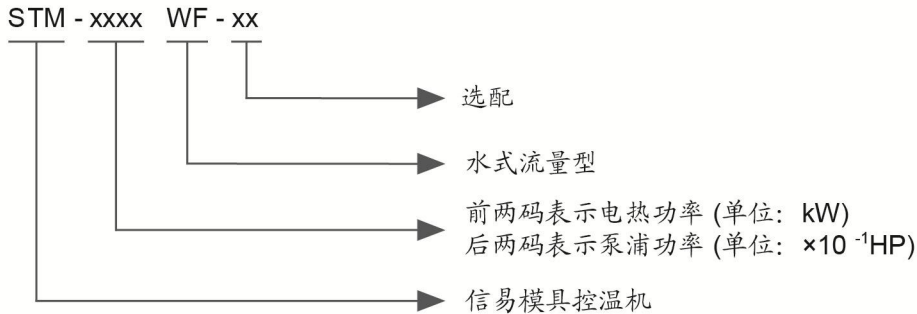 STM - xxxx WF - xx
选配
水式流量型
前两码表示电热功率 (单位：kW)
后两码表示泵浦功率 (单位：×10 -1HP)
信易模具控温机